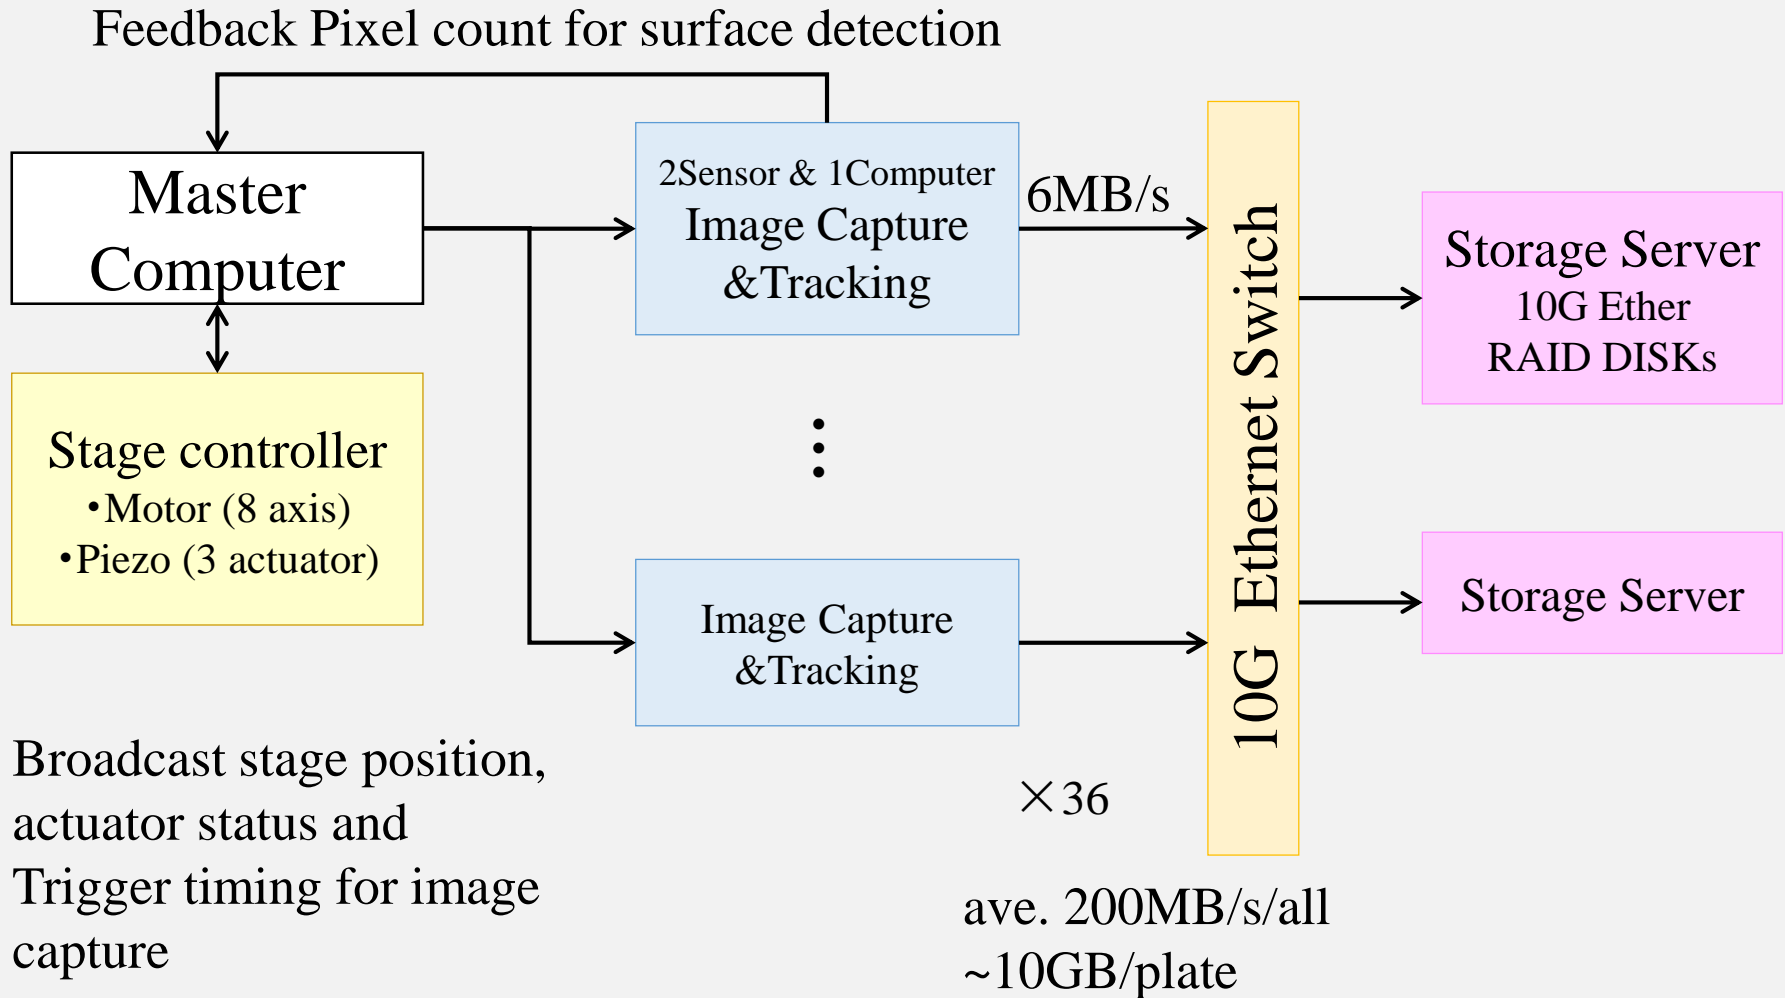 Feedback Pixel count for surface detection
Master
Computer
2Sensor & 1Computer
Image Capture
&Tracking
6MB/s
10G Ethernet Switch
Storage Server
10G Ether
RAID DISKs
Stage controller
・Motor (8 axis)
・Piezo (3 actuator)
Image Capture
&Tracking
Storage Server
Broadcast stage position,
actuator status and
Trigger timing for image
capture
×36
ave. 200MB/s/all
~10GB/plate